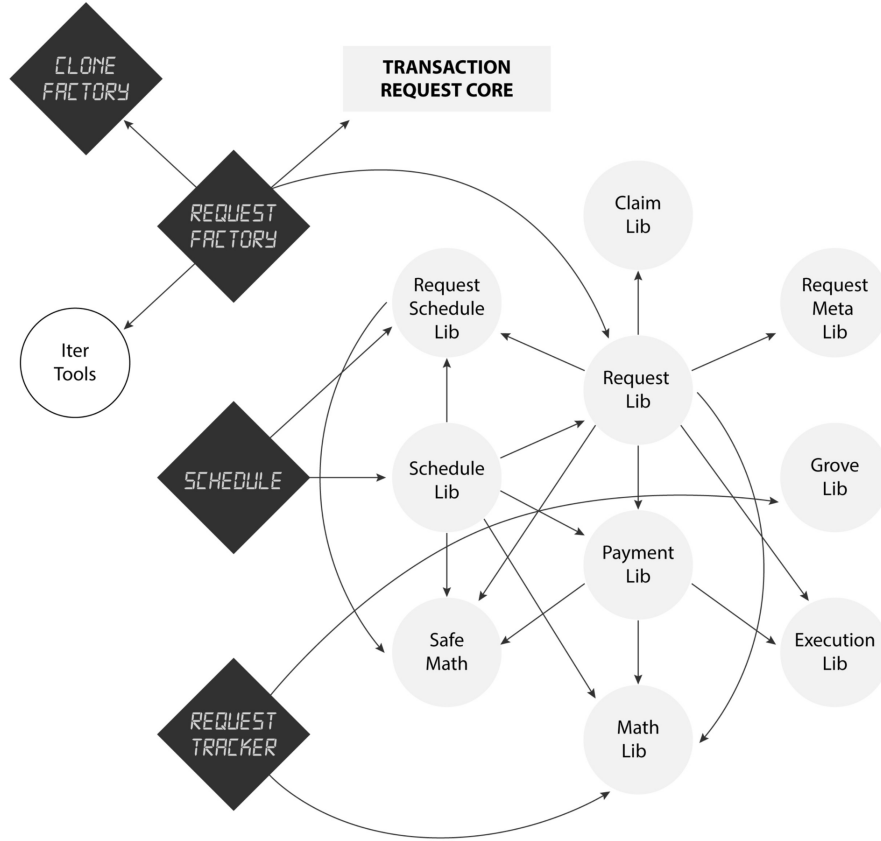 CLONE
FACTORY
TRANSACTION
REQUEST CORE
REQUEST
FACTORY
Claim
Lib
Request
Schedule
Lib
Request
Meta
Lib
Iter
Tools
Request
Lib
SCHEDULE
Schedule
Lib
Grove
Lib
Payment
Lib
Safe
Math
Execution
Lib
REQUEST
TRACKER
Math
Lib